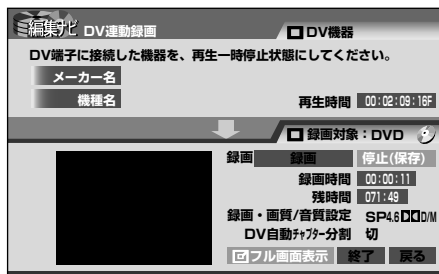 編集ナビ DV連動録画 DV機器
DV端子に接続した機器を、再生一時停止状態にしてください。
メーカー名
機種名
再生時間 00:02:09:16F
録画対象:DVD
録画 録画 停止(保存)
録画時間 00:00:11
残時間 071:49
録画・画質/音質設定 SP4.6 D/M
DV自動チャプター分割 切
フル画面表示 終了 戻る